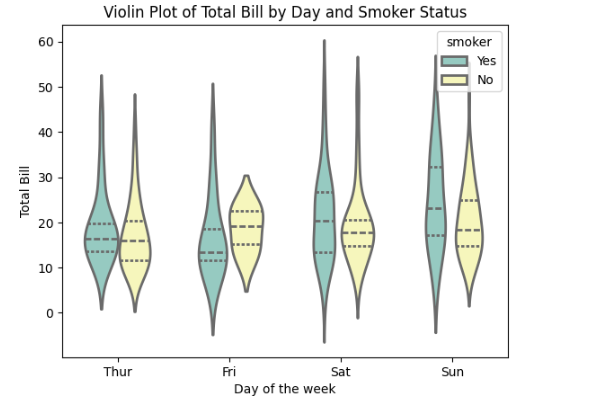 Violin Plot of Total Bill by Day and Smoker Status
smoker
Yes
No
Total Bill
60
50
40
30
20
10
0
Thur Fri Sat Sun
Day of the week